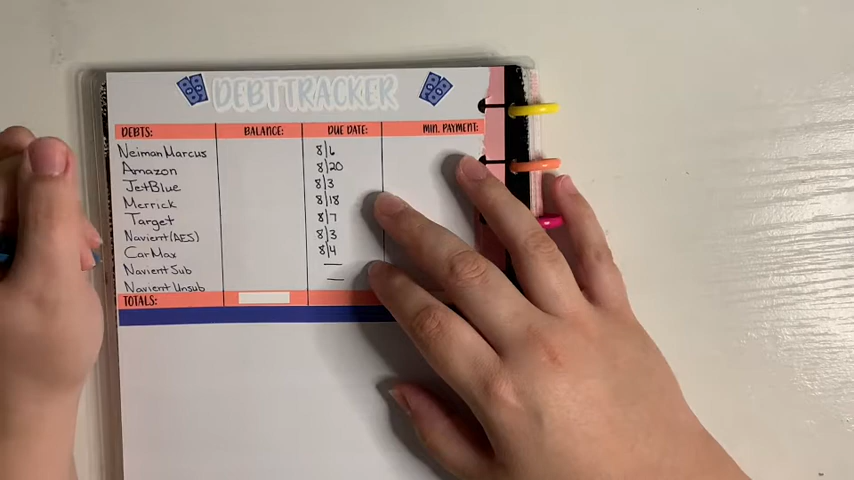 DEBT TRACKER
DEBTS: BALANCE: DUE DATE: MIN. PAYMENT:
Neiman Marcus 8|6
Amazon 8|20
JetBlue 8|3
Merrick 8|18
Target 8|7
Navient (AES) 8|3
CarMax 8|4
Navient Sub —
Navient Unsub —
TOTALS: